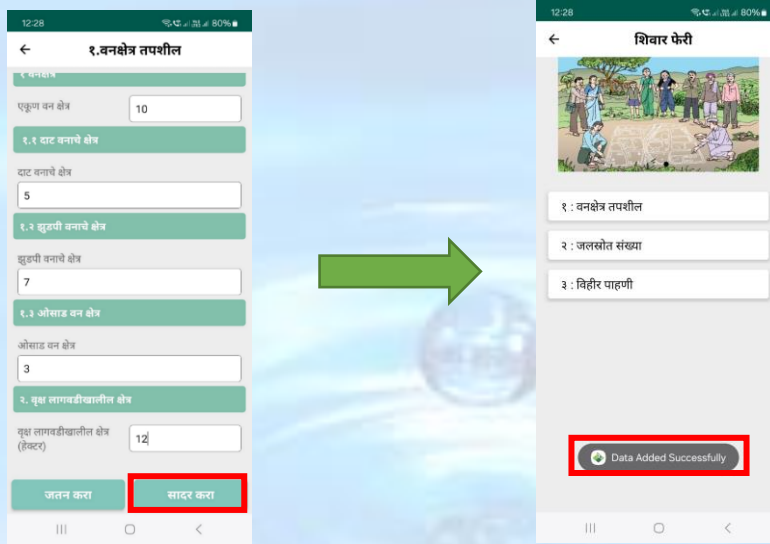 12:28
80%
१.वनक्षेत्र तपशील
१ वनक्षेत्र
एकूण वन क्षेत्र
10
१.१ दाट वनाचे क्षेत्र
दाट वनाचे क्षेत्र
5
१.२ झुडपी वनाचे क्षेत्र
झुडपी वनाचे क्षेत्र
7
१.३ ओसाड वन क्षेत्र
ओसाड वन क्षेत्र
3
२. वृक्ष लागवडीखालील क्षेत्र
वृक्ष लागवडीखालील क्षेत्र
(हेक्टर)
12
जतन करा
सादर करा
12:28
80%
शिवार फेरी
१ : वनक्षेत्र तपशील
२ : जलस्रोत संख्या
३ : विहीर पाहणी
Data Added Successfully